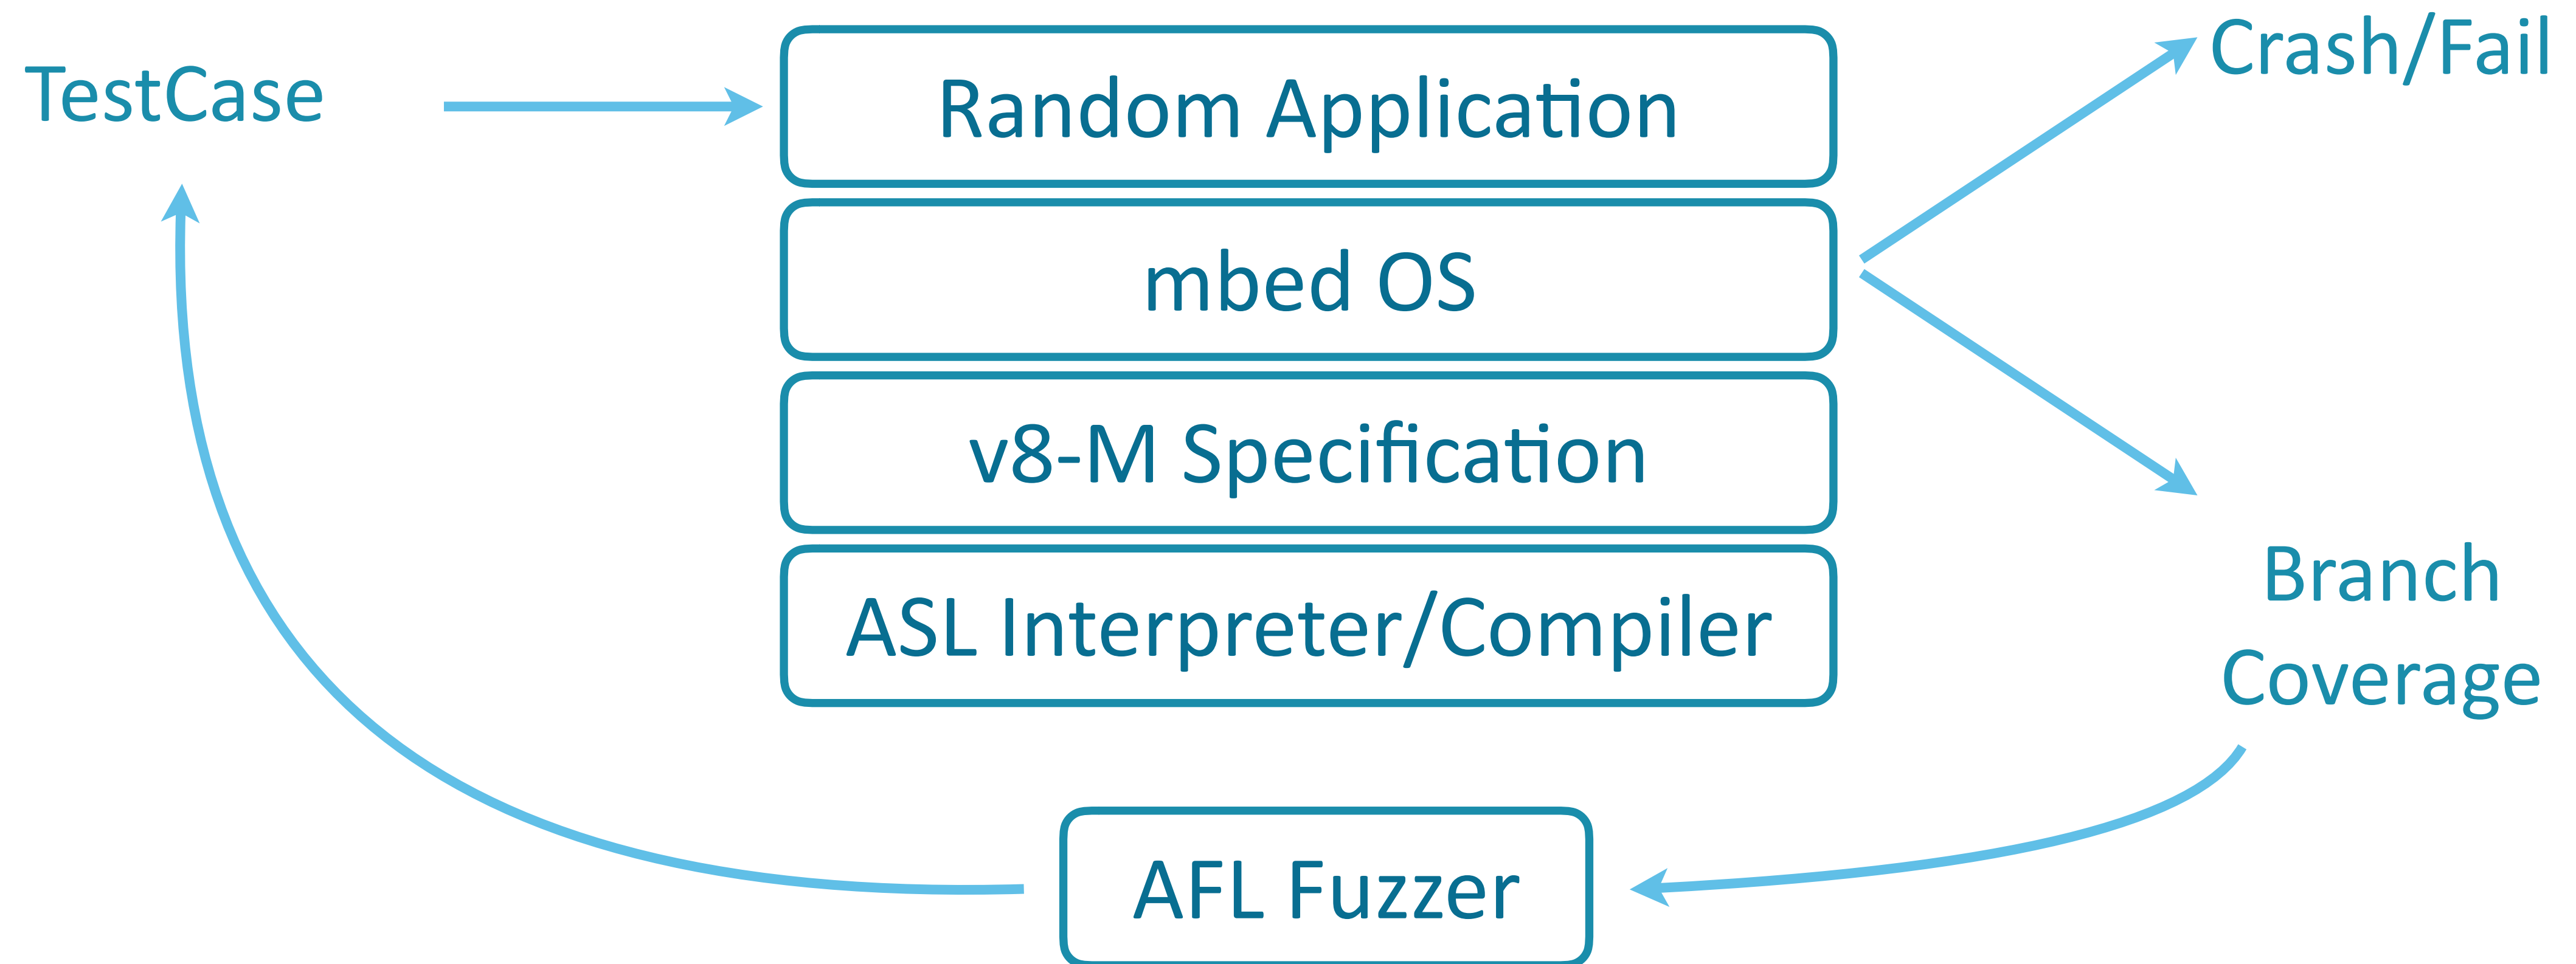 TestCase
Random Application
Crash/Fail
mbed OS
v8-M Specification
ASL Interpreter/Compiler
Branch
Coverage
AFL Fuzzer